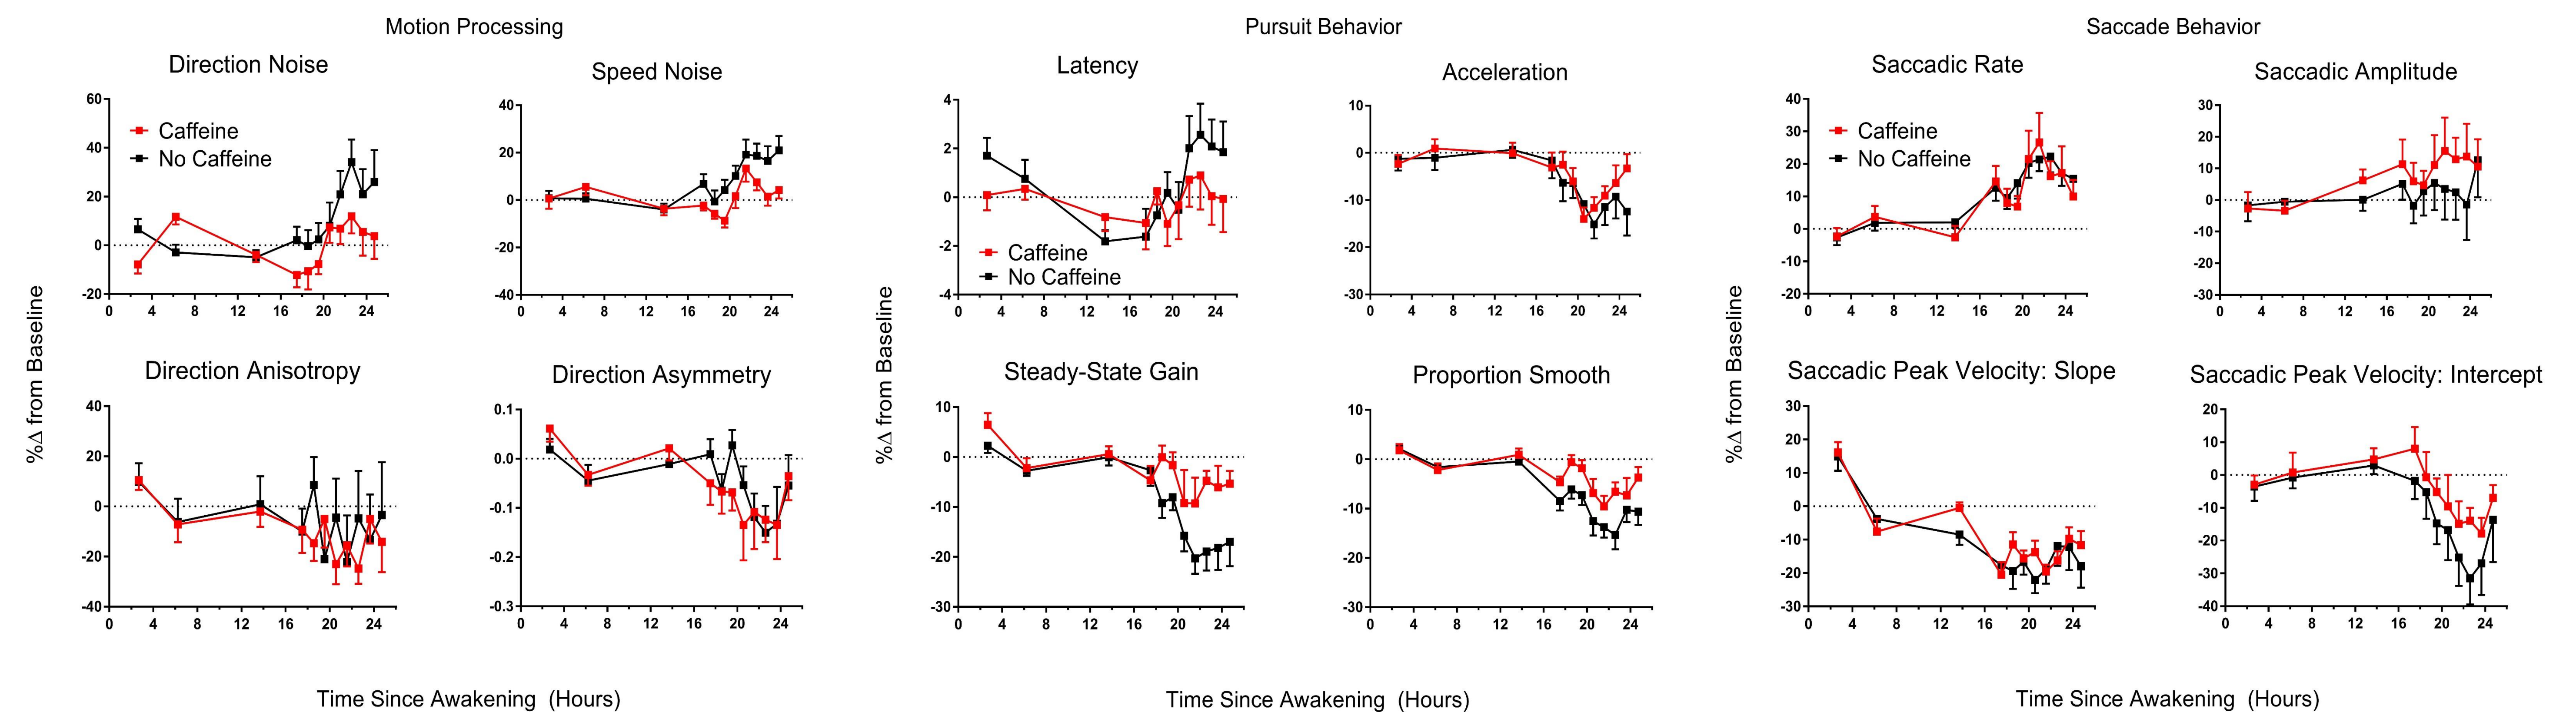 Motion Processing
Pursuit Behavior
Saccade Behavior
Direction Noise
Speed Noise
Latency
Acceleration
Saccadic Rate
Saccadic Amplitude
60
40
20
0
-20
Caffeine
No Caffeine
0 4 8 12 16 20 24
40
20
0
-20
-40
0 4 8 12 16 20 24
4
2
0
-2
-4
Caffeine
No Caffeine
0 4 8 12 16 20 24
10
0
-10
-20
-30
0 4 8 12 16 20 24
40
30
20
10
0
-10
-20
Caffeine
No Caffeine
0 4 8 12 16 20 24
30
20
10
0
-10
-20
-30
0 4 8 12 16 20 24
%Δ from Baseline
%Δ from Baseline
%Δ from Baseline
Direction Anisotropy
Direction Asymmetry
Steady-State Gain
Proportion Smooth
Saccadic Peak Velocity: Slope
Saccadic Peak Velocity: Intercept
40
20
0
-20
-40
0 4 8 12 16 20 24
0.1
0.0
-0.1
-0.2
-0.3
0 4 8 12 16 20 24
10
0
-10
-20
-30
0 4 8 12 16 20 24
10
0
-10
-20
-30
0 4 8 12 16 20 24
30
20
10
0
-10
-20
-30
0 4 8 12 16 20 24
20
10
0
-10
-20
-30
-40
0 4 8 12 16 20 24
Time Since Awakening (Hours)
Time Since Awakening (Hours)
Time Since Awakening (Hours)